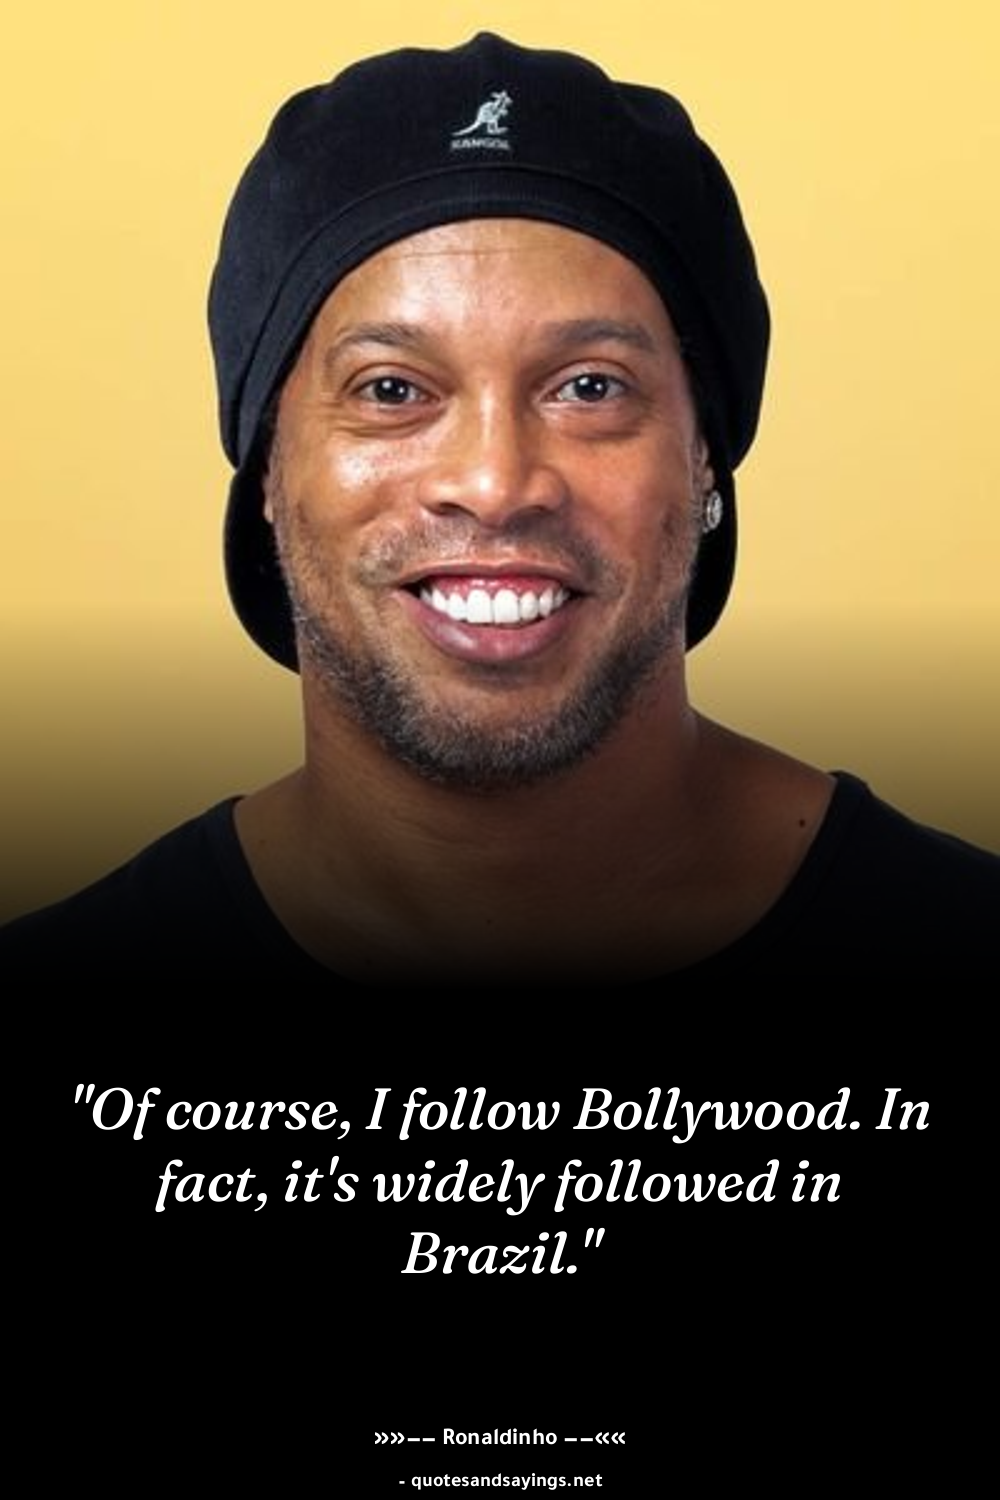 KANGOL
"Of course, I follow Bollywood. In
fact, it's widely followed in
Brazil."
»»–– Ronaldinho ––««
- quotesandsayings.net